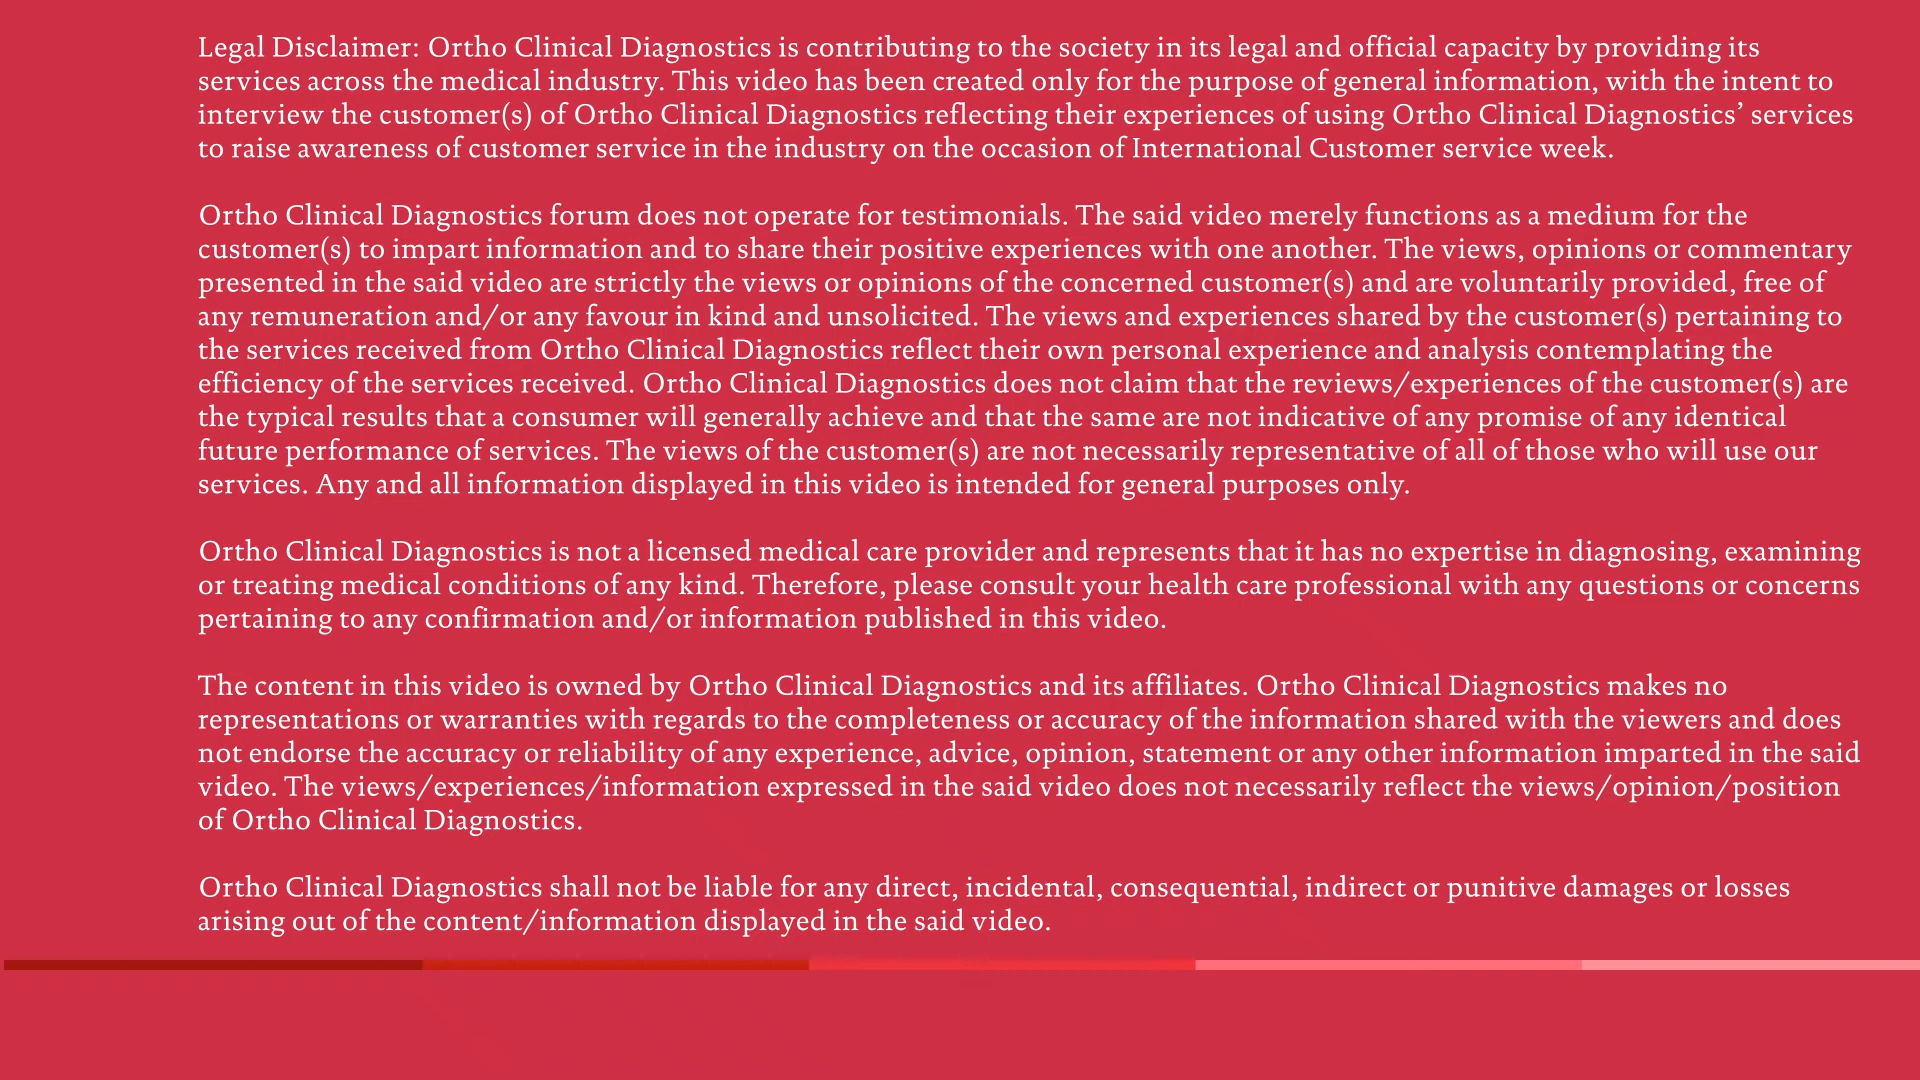 Legal Disclaimer: Ortho Clinical Diagnostics is contributing to the society in its legal and official capacity by providing its
services across the medical industry. This video has been created only for the purpose of general information, with the intent to
interview the customer(s) of Ortho Clinical Diagnostics reflecting their experiences of using Ortho Clinical Diagnostics’ services
to raise awareness of customer service in the industry on the occasion of International Customer service week.
Ortho Clinical Diagnostics forum does not operate for testimonials. The said video merely functions as a medium for the
customer(s) to impart information and to share their positive experiences with one another. The views, opinions or commentary
presented in the said video are strictly the views or opinions of the concerned customer(s) and are voluntarily provided, free of
any remuneration and/or any favour in kind and unsolicited. The views and experiences shared by the customer(s) pertaining to
the services received from Ortho Clinical Diagnostics reflect their own personal experience and analysis contemplating the
efficiency of the services received. Ortho Clinical Diagnostics does not claim that the reviews/experiences of the customer(s) are
the typical results that a consumer will generally achieve and that the same are not indicative of any promise of any identical
future performance of services. The views of the customer(s) are not necessarily representative of all of those who will use our
services. Any and all information displayed in this video is intended for general purposes only.
Ortho Clinical Diagnostics is not a licensed medical care provider and represents that it has no expertise in diagnosing, examining
or treating medical conditions of any kind. Therefore, please consult your health care professional with any questions or concerns
pertaining to any confirmation and/or information published in this video.
The content in this video is owned by Ortho Clinical Diagnostics and its affiliates. Ortho Clinical Diagnostics makes no
representations or warranties with regards to the completeness or accuracy of the information shared with the viewers and does
not endorse the accuracy or reliability of any experience, advice, opinion, statement or any other information imparted in the said
video. The views/experiences/information expressed in the said video does not necessarily reflect the views/opinion/position
of Ortho Clinical Diagnostics.
Ortho Clinical Diagnostics shall not be liable for any direct, incidental, consequential, indirect or punitive damages or losses
arising out of the content/information displayed in the said video.